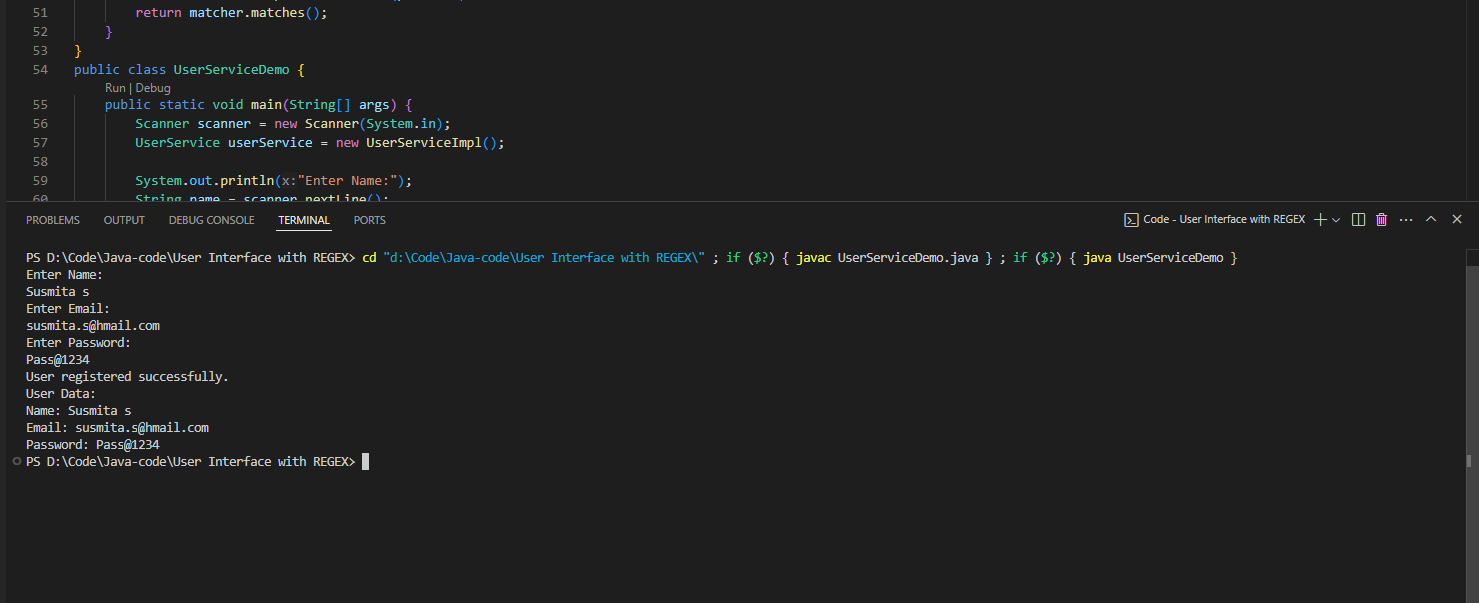 51 return matcher.matches();
52 }
53 }
54 public class UserServiceDemo {
Run | Debug
55 public static void main(String[] args) {
56 Scanner scanner = new Scanner(System.in);
57 UserService userService = new UserServiceImpl();
58
59 System.out.println(x:"Enter Name:");
60 String name = scanner.nextLine();
PROBLEMS OUTPUT DEBUG CONSOLE TERMINAL PORTS Code - User Interface with REGEX
PS D:\Code\Java-code\User Interface with REGEX> cd "d:\Code\Java-code\User Interface with REGEX\" ; if ($?) { javac UserServiceDemo.java } ; if ($?) { java UserServiceDemo }
Enter Name:
Susmita s
Enter Email:
susmita.s@hmail.com
Enter Password:
Pass@1234
User registered successfully.
User Data:
Name: Susmita s
Email: susmita.s@hmail.com
Password: Pass@1234
PS D:\Code\Java-code\User Interface with REGEX>